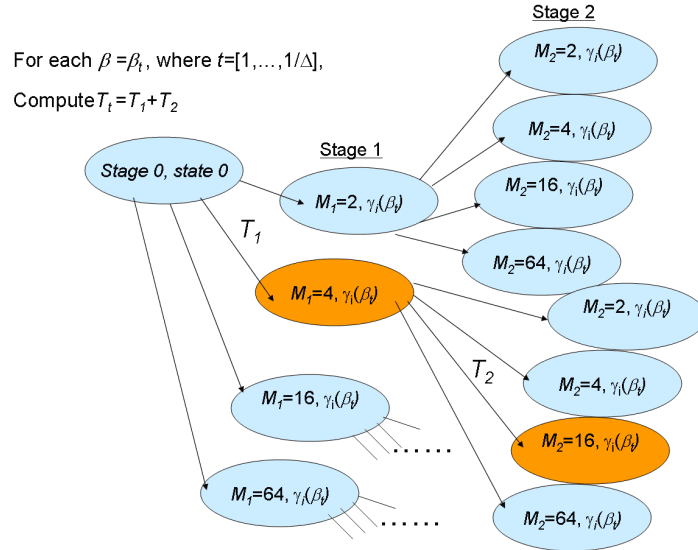 Stage 2
For each β =βt, where t=[1,...,1/Δ],
Compute Tt =T1+T2
M2=2, γi(βt)
M2=4, γi(βt)
Stage 1
Stage 0, state 0
M1=2, γi(βt)
M2=16, γi(βt)
T1
M2=64, γi(βt)
M1=4, γi(βt)
M2=2, γi(βt)
T2
M2=4, γi(βt)
M1=16, γi(βt)
......
M2=16, γi(βt)
M1=64, γi(βt)
......
M2=64, γi(βt)